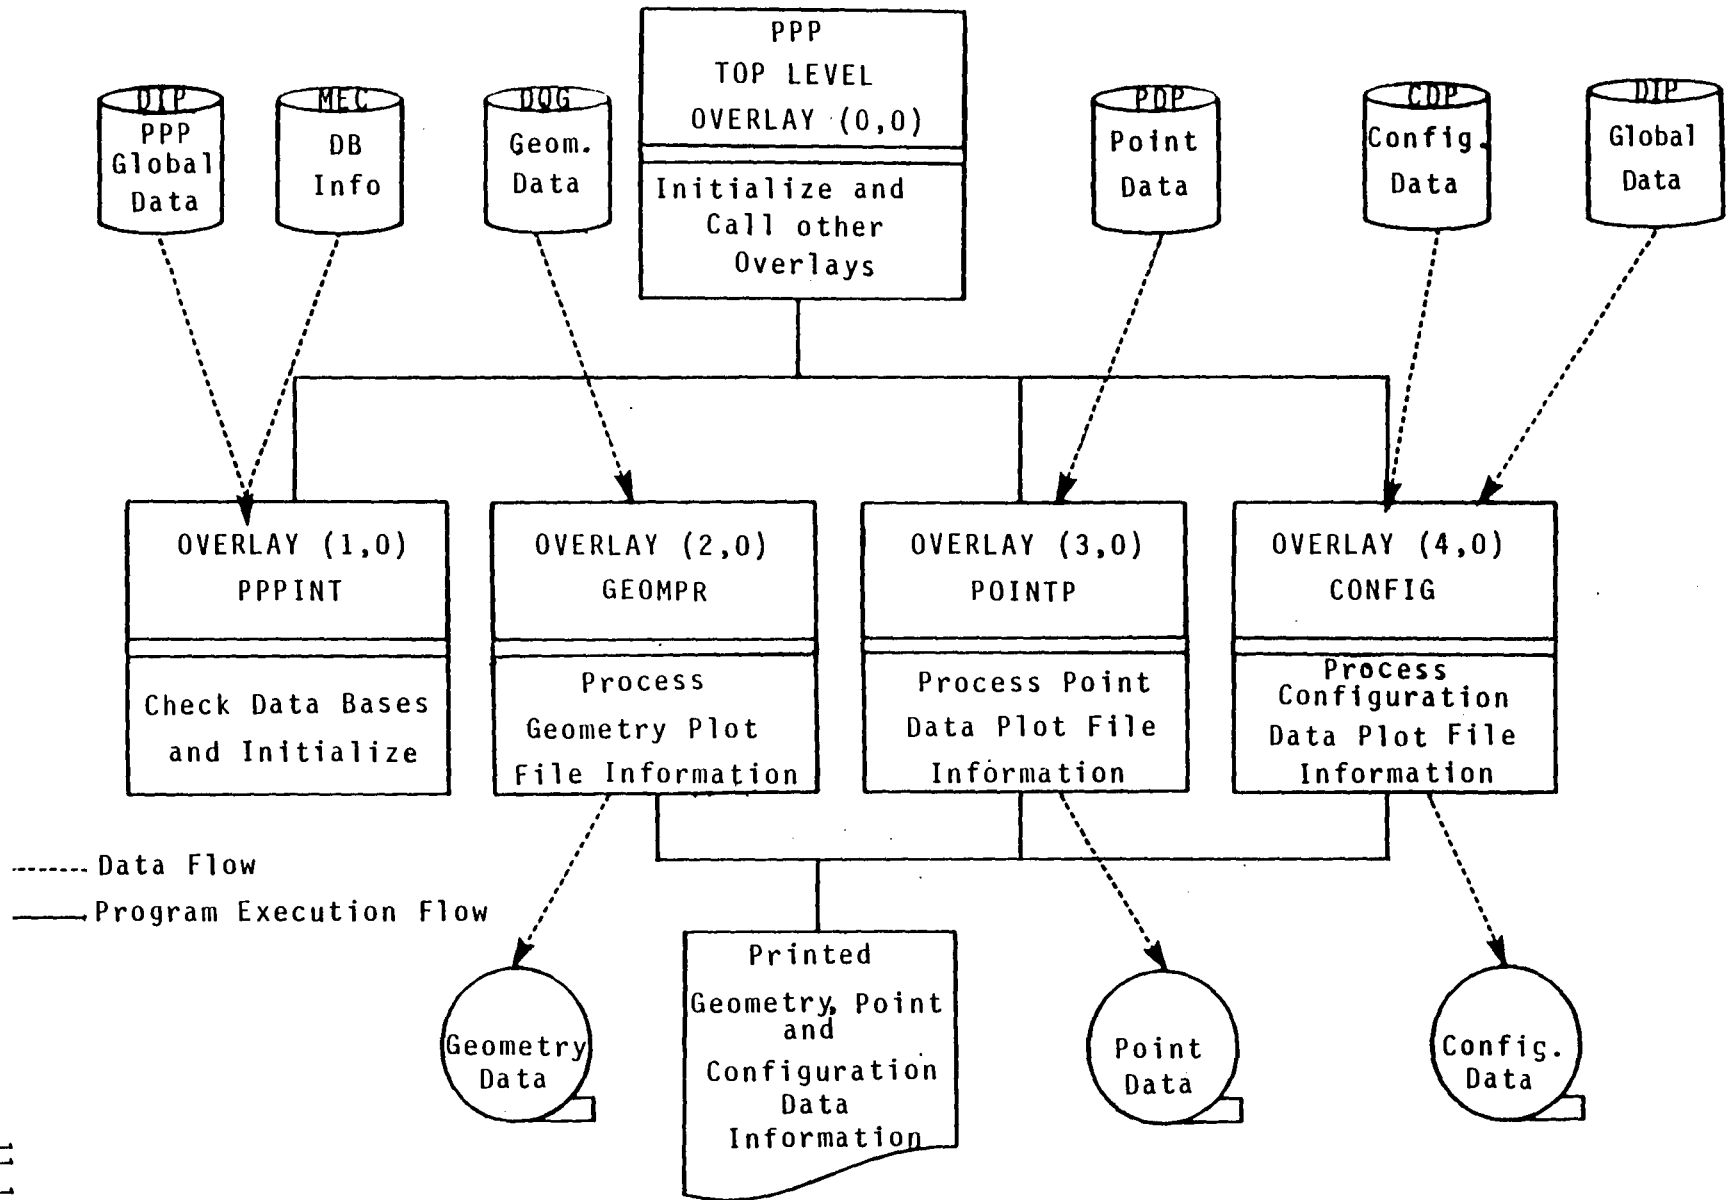 PPP
TOP LEVEL
OVERLAY (0,0)
Initialize and
Call other
Overlays
DIP
PPP
Global
Data
MEC
DB
Info
DQG
Geom.
Data
PDP
Point
Data
CDP
Config.
Data
DIP
Global
Data
OVERLAY (1,0)
PPPINT
Check Data Bases
and Initialize
OVERLAY (2,0)
GEOMPR
Process
Geometry Plot
File Information
OVERLAY (3,0)
POINTP
Process Point
Data Plot File
Information
OVERLAY (4,0)
CONFIG
Process
Configuration
Data Plot File
Information
Data Flow
Program Execution Flow
Geometry
Data
Printed
Geometry, Point
and
Configuration
Data
Information
Point
Data
Config.
Data